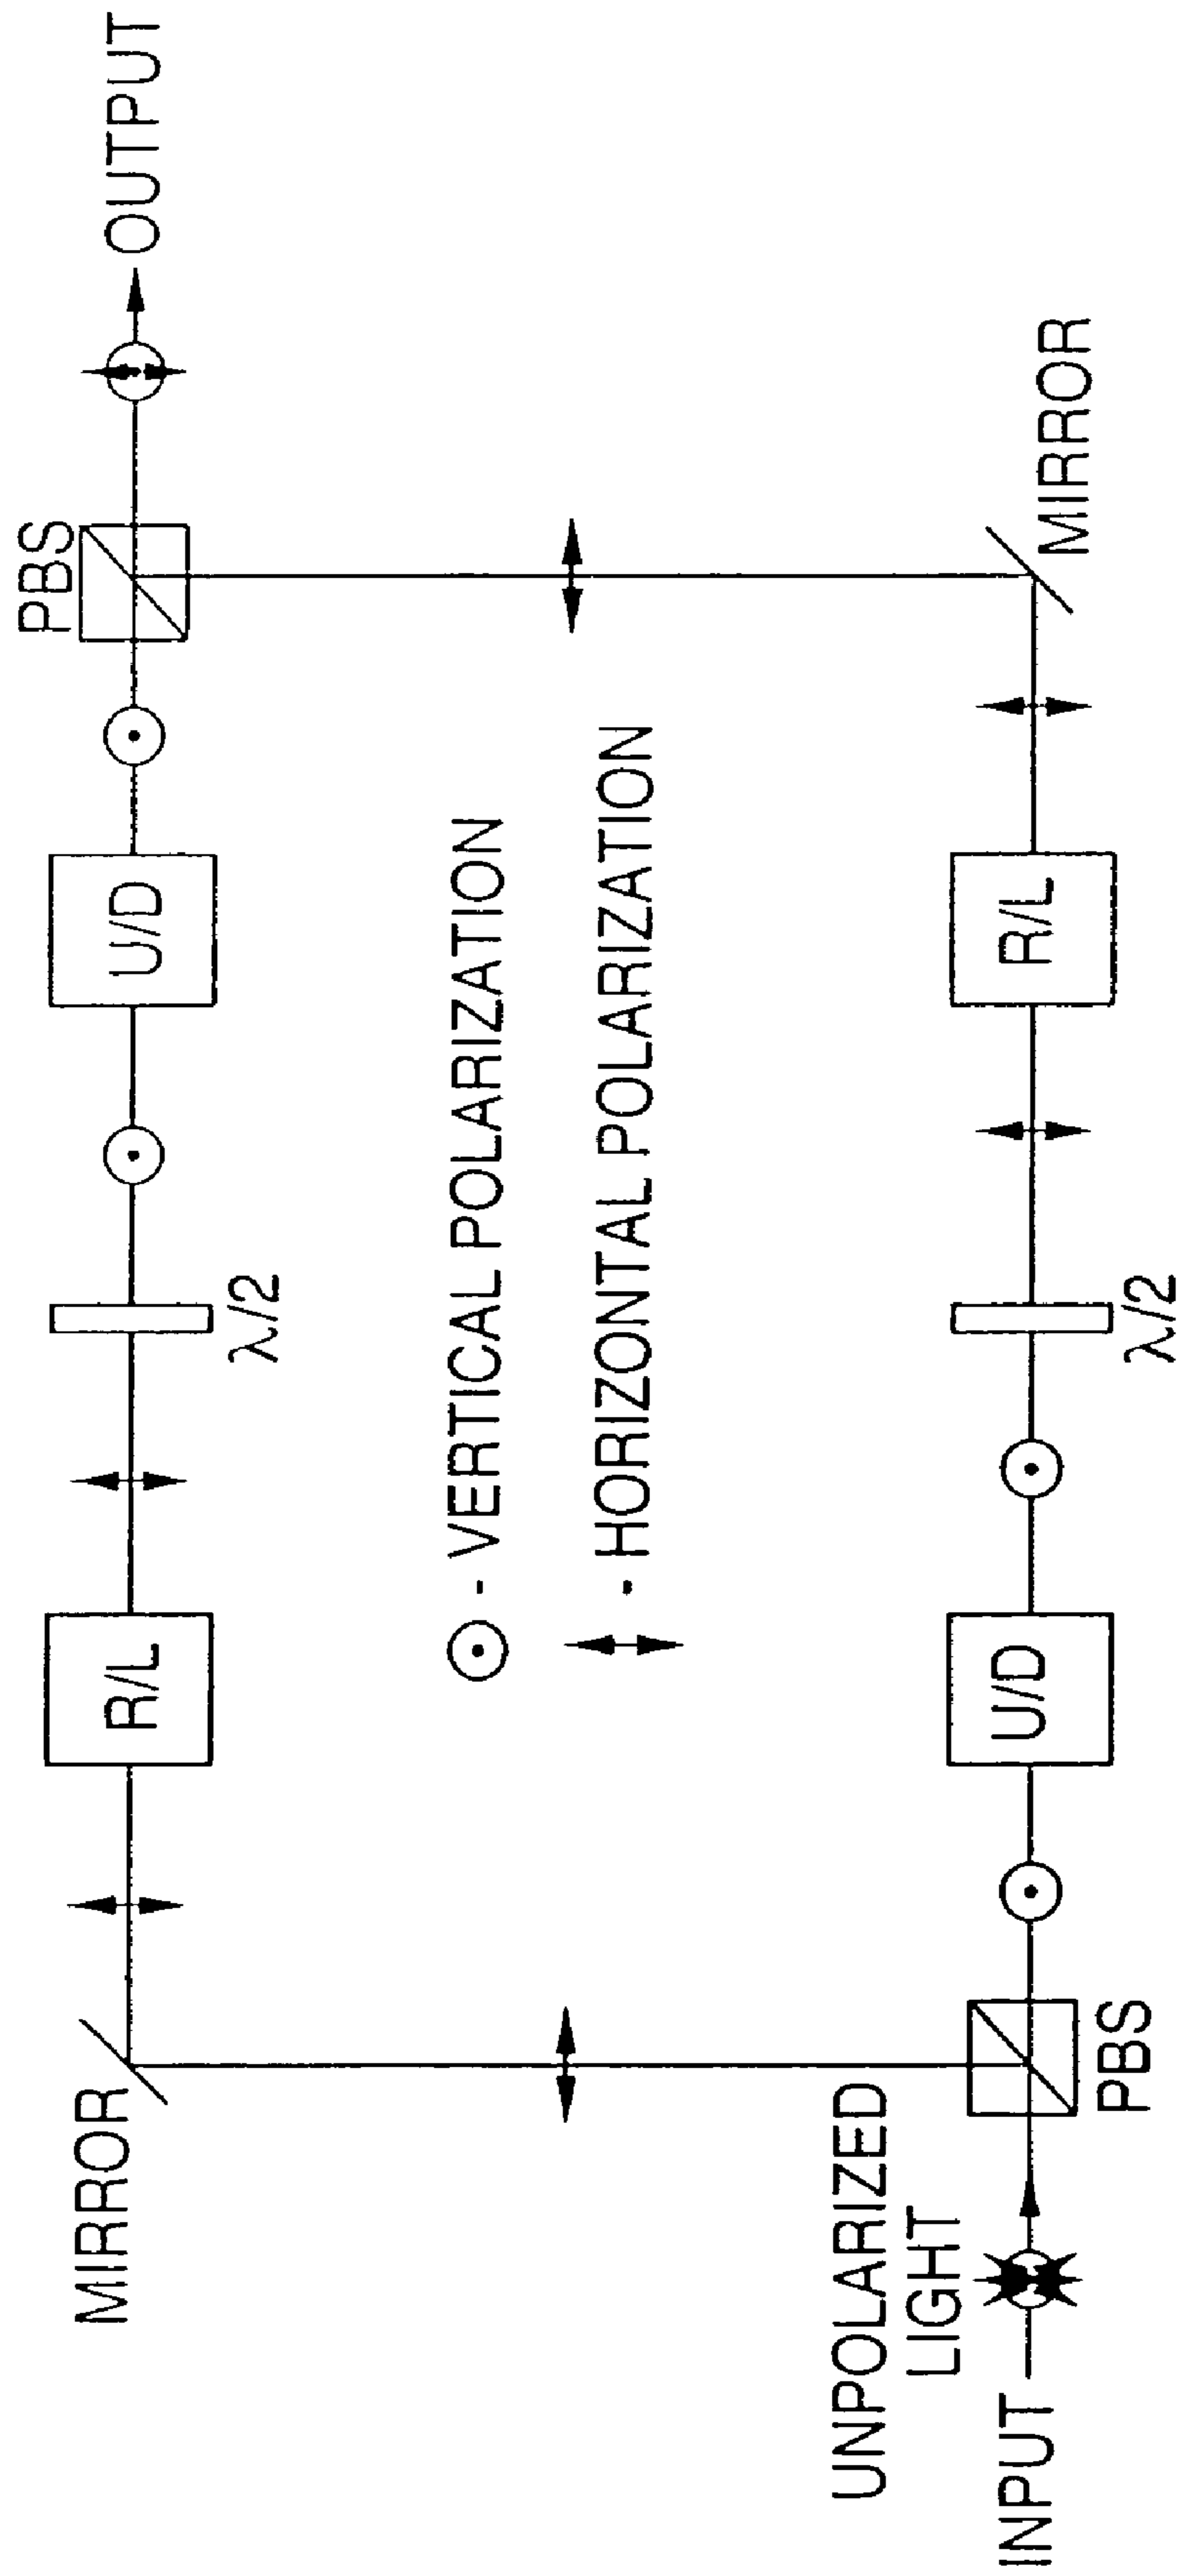 PBS
MIRROR
R/L
U/D
OUTPUT
λ/2
- VERTICAL POLARIZATION
- HORIZONTAL POLARIZATION
UNPOLARIZED
LIGHT
INPUT
U/D
R/L
MIRROR
PBS
λ/2